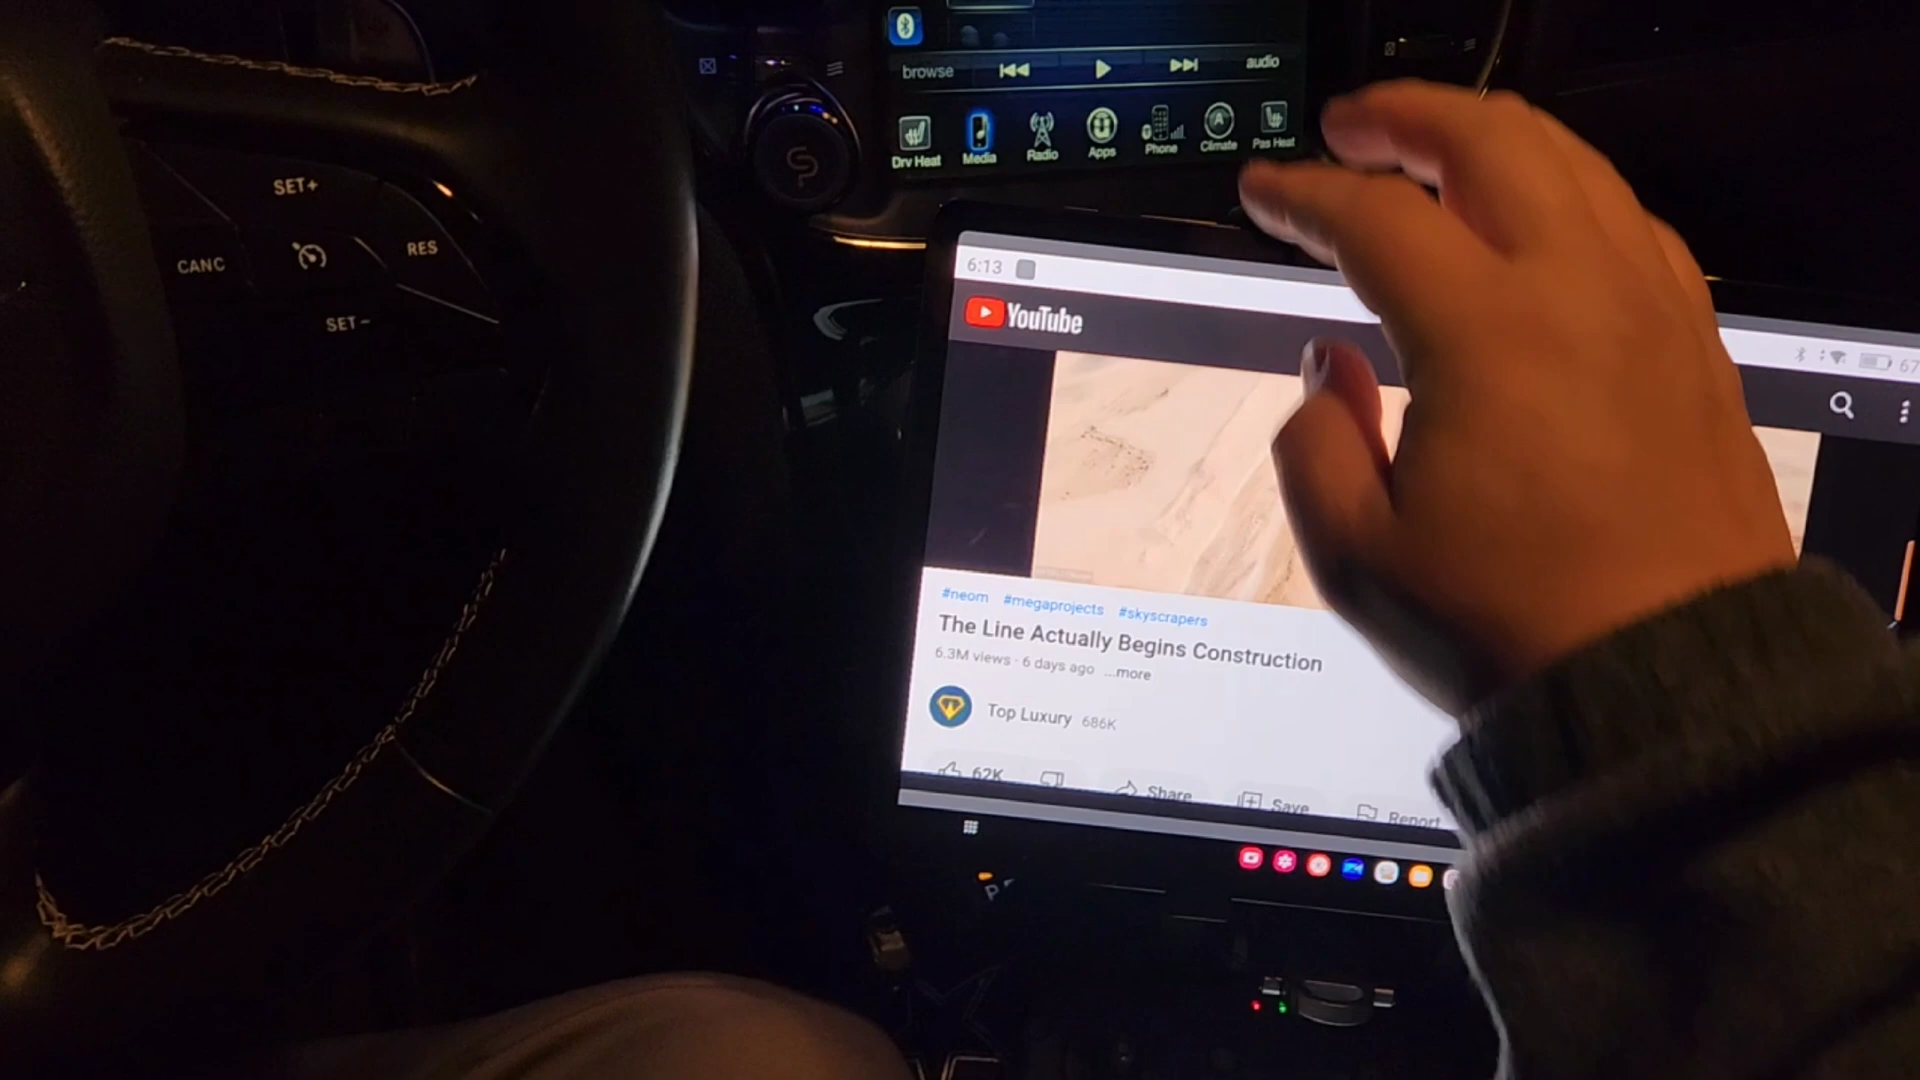 browse
audio
Drv Heat
Media
Radio
Apps
Phone
Climate
Pas Heat
SET+
CANC
RES
SET-
6:13
67
YouTube
#neom #megaprojects #skyscrapers
The Line Actually Begins Construction
6.3M views · 6 days ago ...more
Top Luxury 686K
62K
Share
Save
Report
P